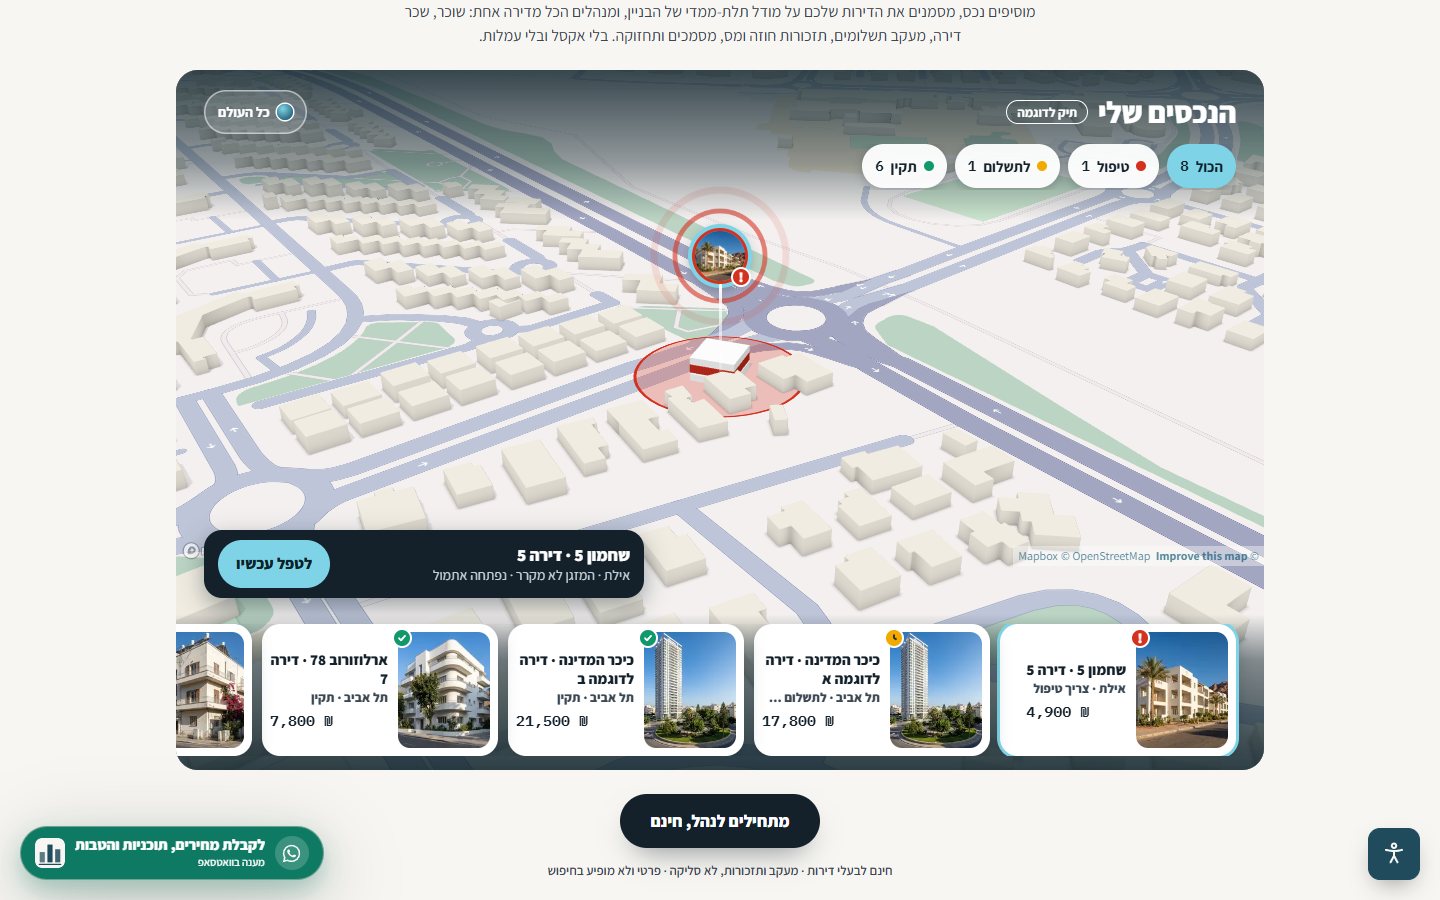 מוסיפים נכס, מסמנים את הדירות שלכם על מודל תלת-ממדי של הבניין, ומנהלים הכל מדירה אחת: שוכר, שכר
דירה, מעקב תשלומים, תזכורות חוזה ומס, מסמכים ותחזוקה. בלי אקסל ובלי עמלות.
הנכסים שלי
תיק לדוגמה
כל העולם
הכול 8
טיפול 1
לתשלום 1
תקין 6
שחמון 5 · דירה 5
אילת · המזגן לא מקרר · נפתחה אתמול
לטפל עכשיו
Mapbox © OpenStreetMap Improve this map ©
שחמון 5 · דירה 5
אילת · צריך טיפול
4,900 ₪
כיכר המדינה · דירה
לדוגמה א
תל אביב · לתשלום ...
17,800 ₪
כיכר המדינה · דירה
לדוגמה ב
תל אביב · תקין
21,500 ₪
ארלוזורוב 78 · דירה
7
תל אביב · תקין
7,800 ₪
מתחילים לנהל, חינם
חינם לבעלי דירות · מעקב ותזכורות, לא סליקה · פרטי ולא מופיע בחיפוש
לקבלת מחירים, תוכניות והטבות
מענה בוואטסאפ